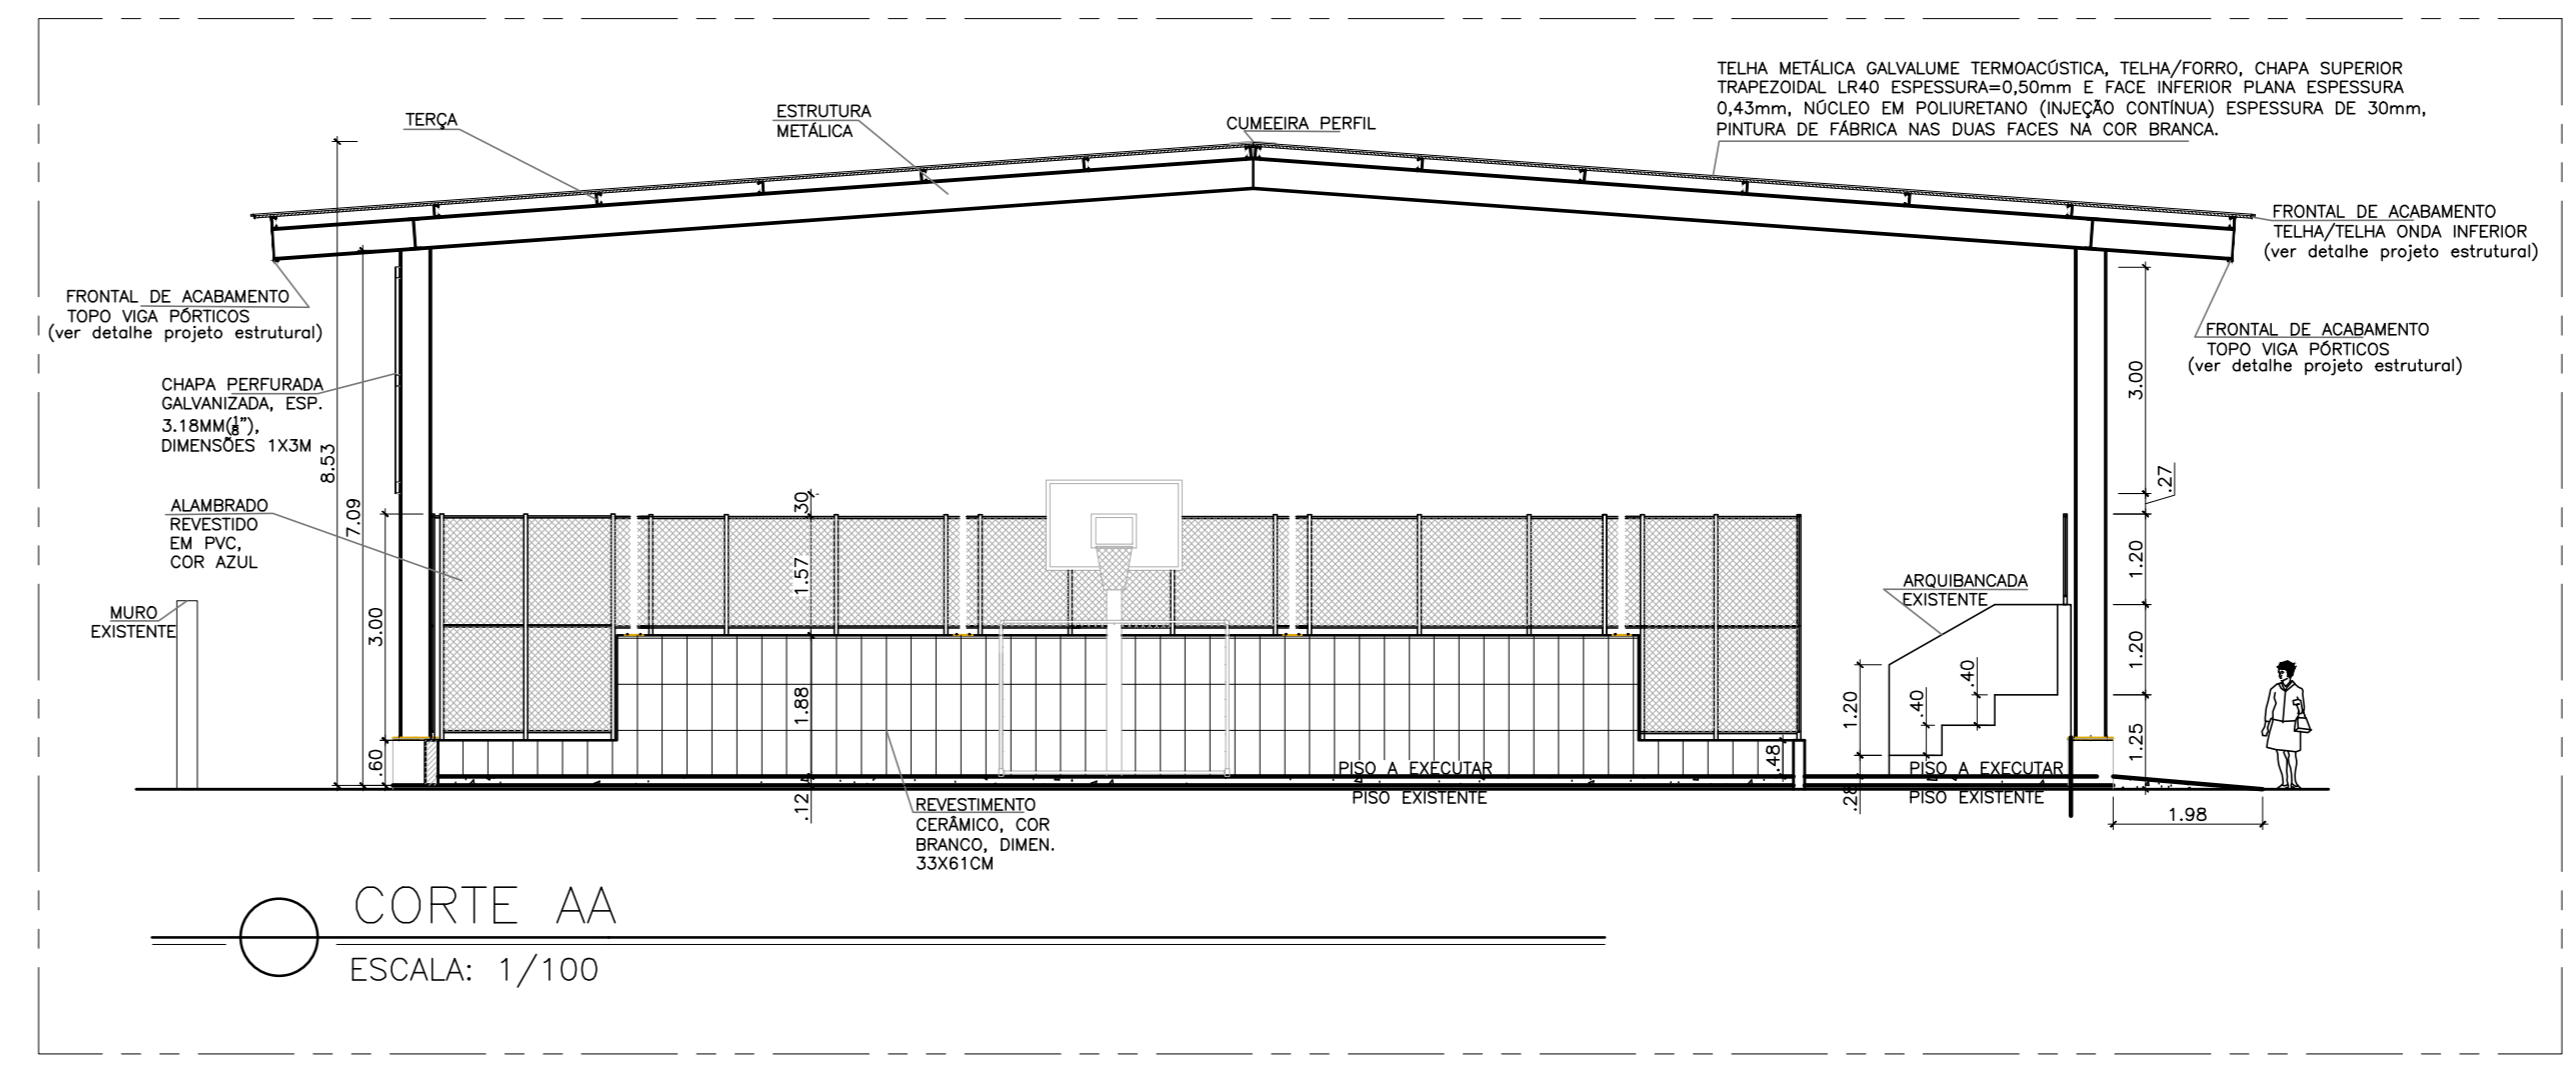 TELHA METÁLICA GALVALUME TERMOACÚSTICA, TELHA/FORRO, CHAPA SUPERIOR
TRAPEZOIDAL LR40 ESPESSURA=0,50mm E FACE INFERIOR PLANA ESPESSURA
0,43mm, NÚCLEO EM POLIURETANO (INJEÇÃO CONTÍNUA) ESPESSURA DE 30mm,
PINTURA DE FÁBRICA NAS DUAS FACES NA COR BRANCA.
TERÇA
ESTRUTURA
METÁLICA
CUMEEIRA PERFIL
FRONTAL DE ACABAMENTO
TELHA/TELHA ONDA INFERIOR
(ver detalhe projeto estrutural)
FRONTAL DE ACABAMENTO
TOPO VIGA PÓRTICOS
(ver detalhe projeto estrutural)
FRONTAL DE ACABAMENTO
TOPO VIGA PÓRTICOS
(ver detalhe projeto estrutural)
CHAPA PERFURADA
GALVANIZADA, ESP.
3.18MM(1/8"),
DIMENSÕES 1X3M
8.53
7.09
ALAMBRADO
REVESTIDO
EM PVC,
COR AZUL
MURO
EXISTENTE
3.00
.60
.30
1.57
1.88
.12
ARQUIBANCADA
EXISTENTE
1.20
.40
.40
.48
.28
3.00
.27
1.20
1.20
1.25
1.98
PISO A EXECUTAR
PISO EXISTENTE
PISO A EXECUTAR
PISO EXISTENTE
REVESTIMENTO
CERÂMICO, COR
BRANCO, DIMEN.
33X61CM
CORTE AA
ESCALA: 1/100